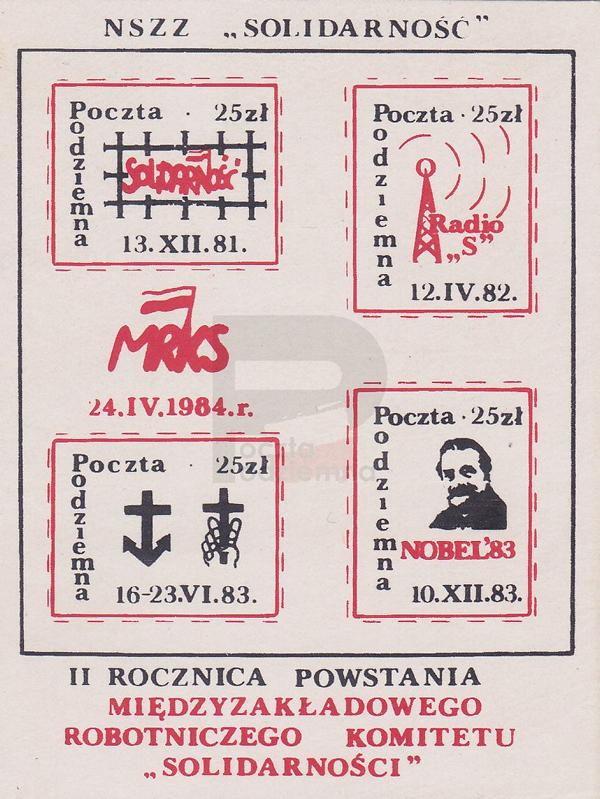 NSZZ „SOLIDARNOŚĆ”
Poczta · 25zł
Podziemna
SOLIDARNOŚĆ
13.XII.81.
Poczta · 25zł
Podziemna
Radio
„S”
12.IV.82.
MRKS
24.IV.1984.r.
Poczta · 25zł
Podziemna
16-23.VI.83.
Poczta · 25zł
Podziemna
NOBEL'83
10.XII.83.
Poczta
Podziemna
II ROCZNICA POWSTANIA
MIĘDZYZAKŁADOWEGO
ROBOTNICZEGO KOMITETU
„SOLIDARNOŚCI”